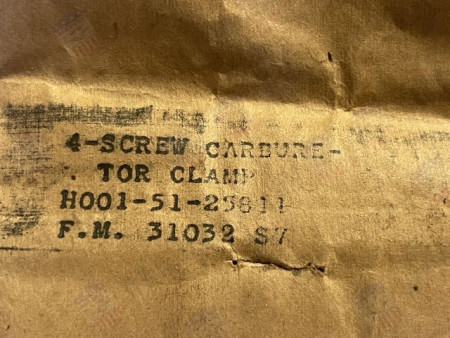 4-SCREW CARBURE-
TOR CLAMP
H001-51-25811
F.M. 31032 S7